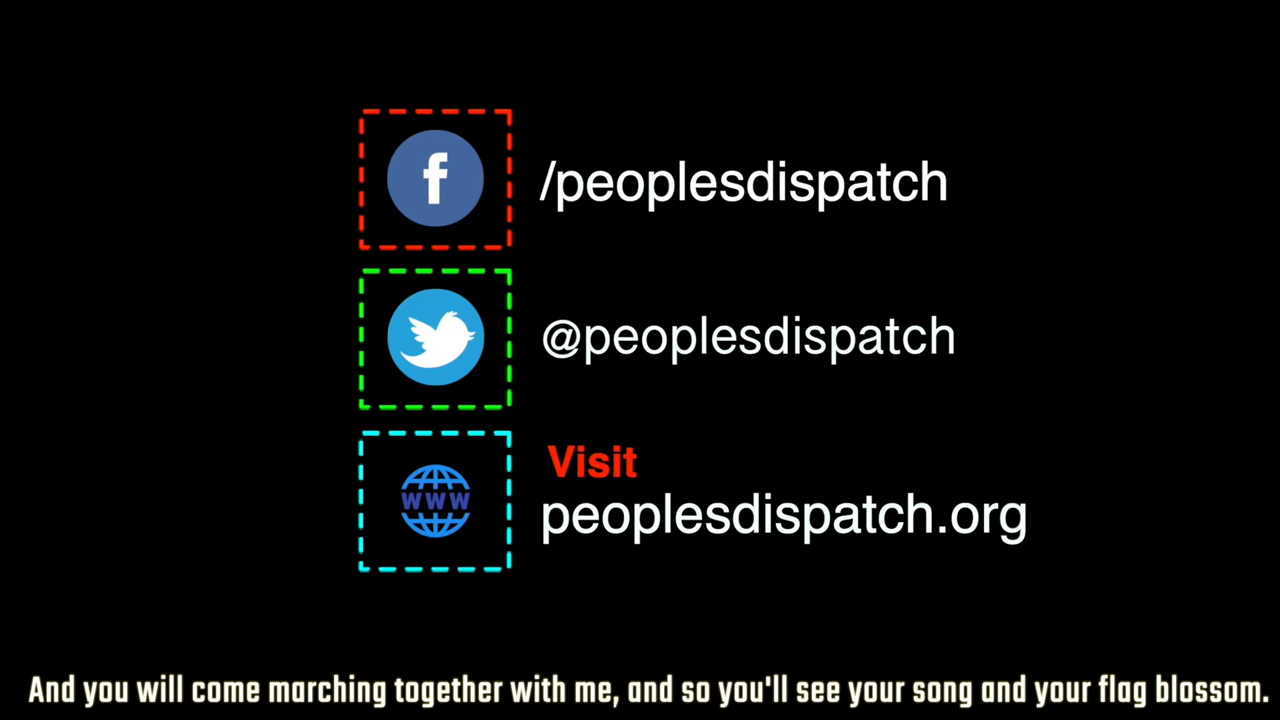 f
/peoplesdispatch
@peoplesdispatch
Visit
www
peoplesdispatch.org
And you will come marching together with me, and so you'll see your song and your flag blossom.